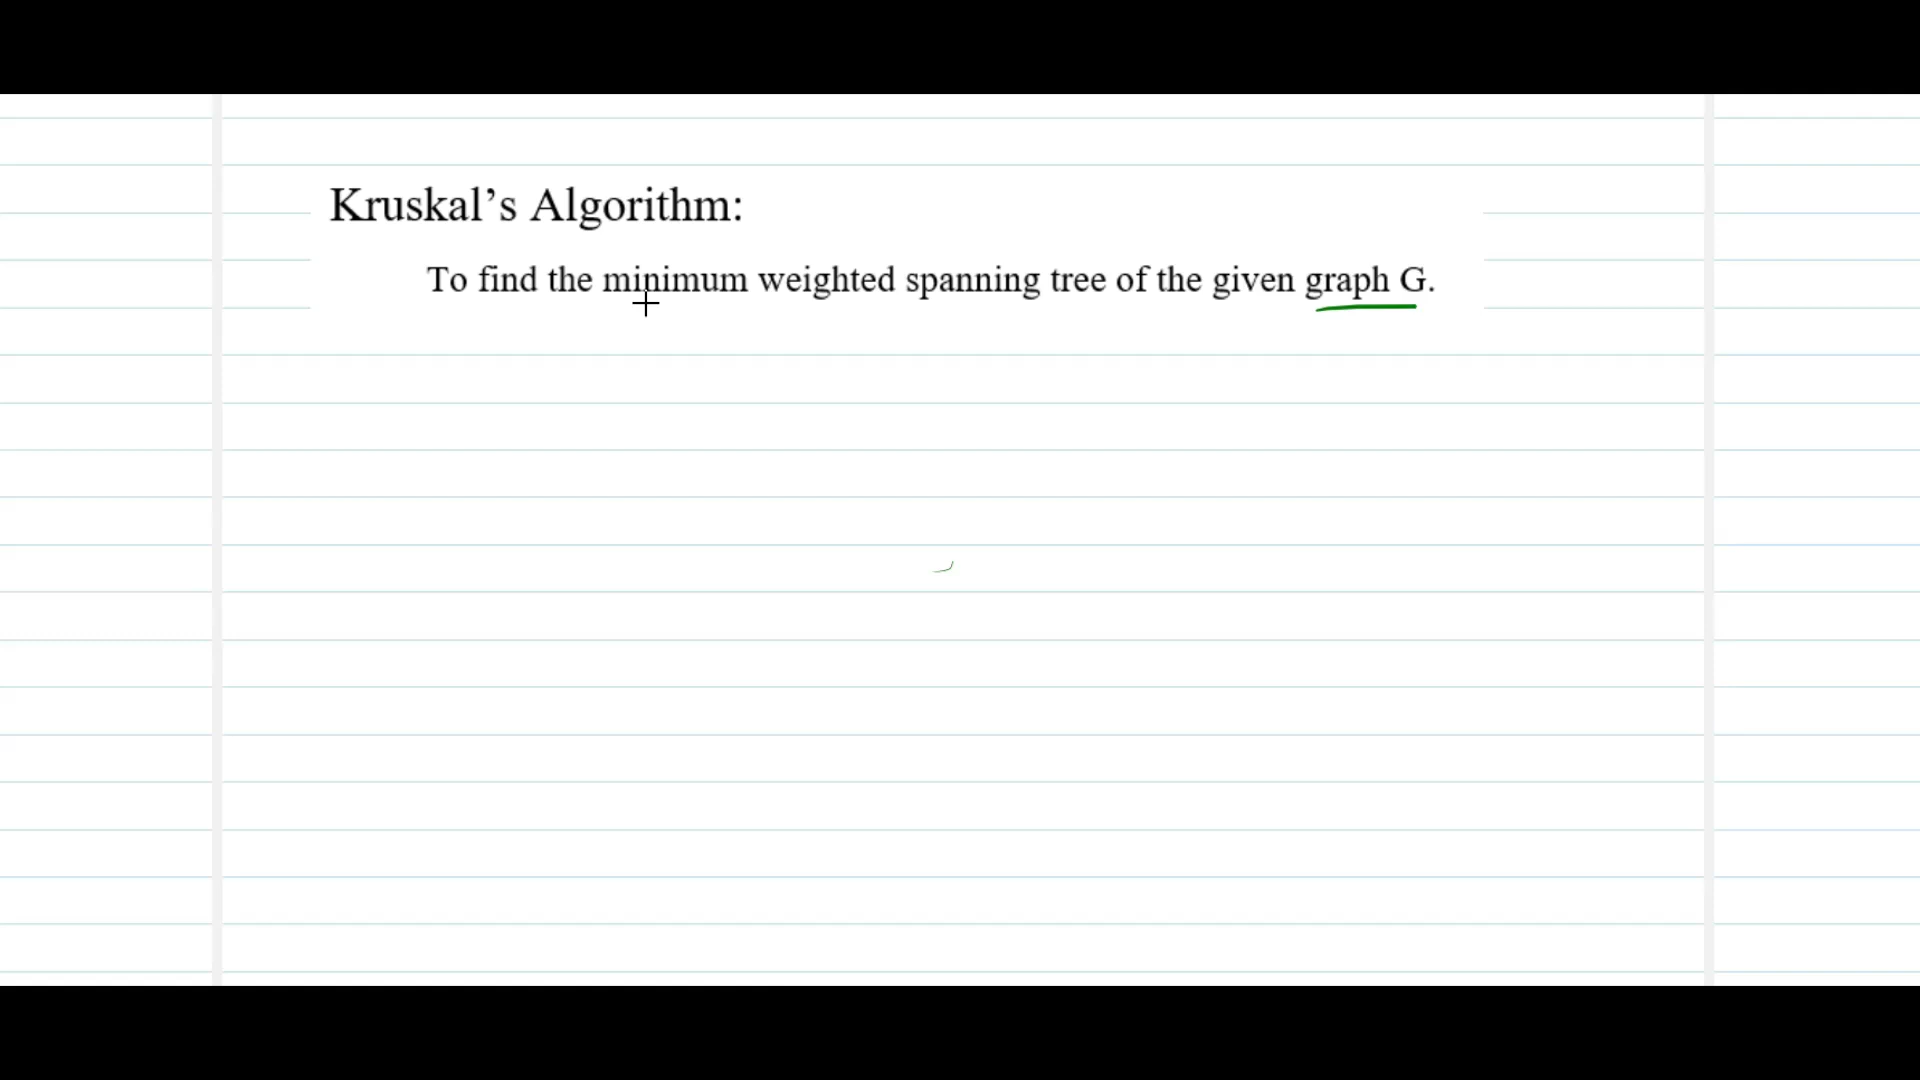 Kruskal’s Algorithm:
To find the minimum weighted spanning tree of the given graph G.